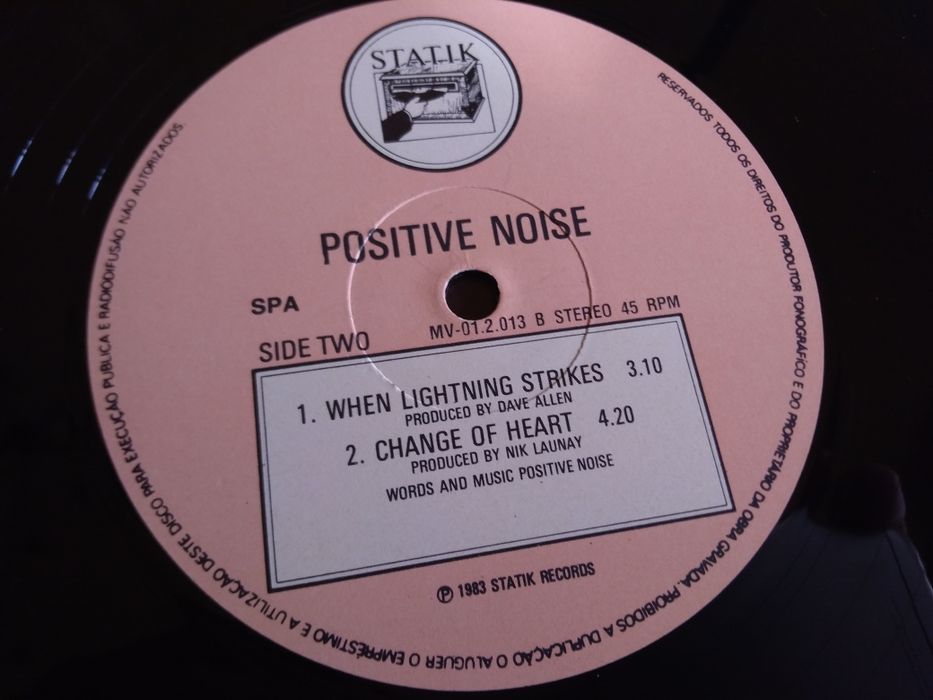 STATIK
POSITIVE NOISE
SPA
MV-01.2.013 B STEREO 45 RPM
SIDE TWO
1. WHEN LIGHTNING STRIKES 3.10
PRODUCED BY DAVE ALLEN
2. CHANGE OF HEART 4.20
PRODUCED BY NIK LAUNAY
WORDS AND MUSIC POSITIVE NOISE
Ⓟ 1983 STATIK RECORDS
RESERVADOS TODOS OS DIREITOS DO PRODUTOR FONOGRÁFICO E DO PROPRIETÁRIO DA OBRA GRAVADA. PROIBIDOS A DUPLICAÇÃO O ALUGUER O EMPRÉSTIMO E A UTILIZAÇÃO DESTE DISCO PARA EXECUÇÃO PUBLICA E RADIODIFUSÃO NÃO AUTORIZADOS.